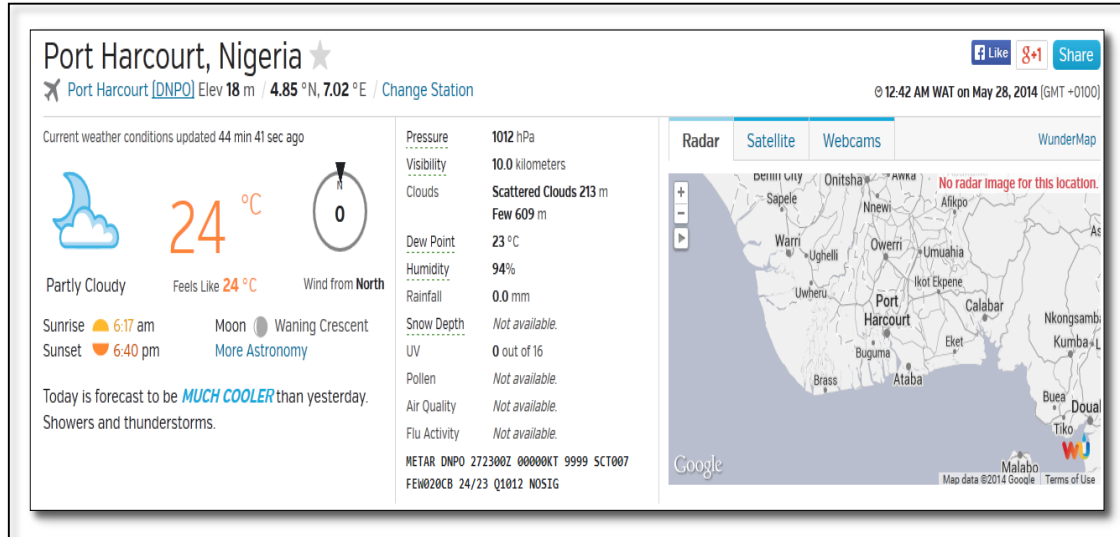 Port Harcourt, Nigeria
Like
g+1
Share
Port Harcourt (DNPO) Elev 18 m / 4.85 °N, 7.02 °E / Change Station
12:42 AM WAT on May 28, 2014 (GMT +0100)
Current weather conditions updated 44 min 41 sec ago
24 °C
N
0
Partly Cloudy
Feels Like 24 °C
Wind from North
Sunrise 6:17 am
Moon Waning Crescent
Sunset 6:40 pm
More Astronomy
Today is forecast to be MUCH COOLER than yesterday.
Showers and thunderstorms.
Pressure 1012 hPa
Visibility 10.0 kilometers
Clouds Scattered Clouds 213 m
Few 609 m
Dew Point 23 °C
Humidity 94%
Rainfall 0.0 mm
Snow Depth Not available.
UV 0 out of 16
Pollen Not available.
Air Quality Not available.
Flu Activity Not available.
METAR DNPO 272300Z 00000KT 9999 SCT007
FEW020CB 24/23 Q1012 NOSIG
Radar Satellite Webcams WunderMap
No radar image for this location.
+
-
Benin City
Onitsha
Awka
Sapele
Nnewi
Afikpo
Warri
Ughelli
Owerri
Umuahia
Uwheru
Ikot Ekpene
Port
Harcourt
Calabar
Nkongsamb
Kumba
Buguma
Eket
Brass
Ataba
Buea
Doual
Tiko
wu
Malabo
Google
Map data ©2014 Google Terms of Use